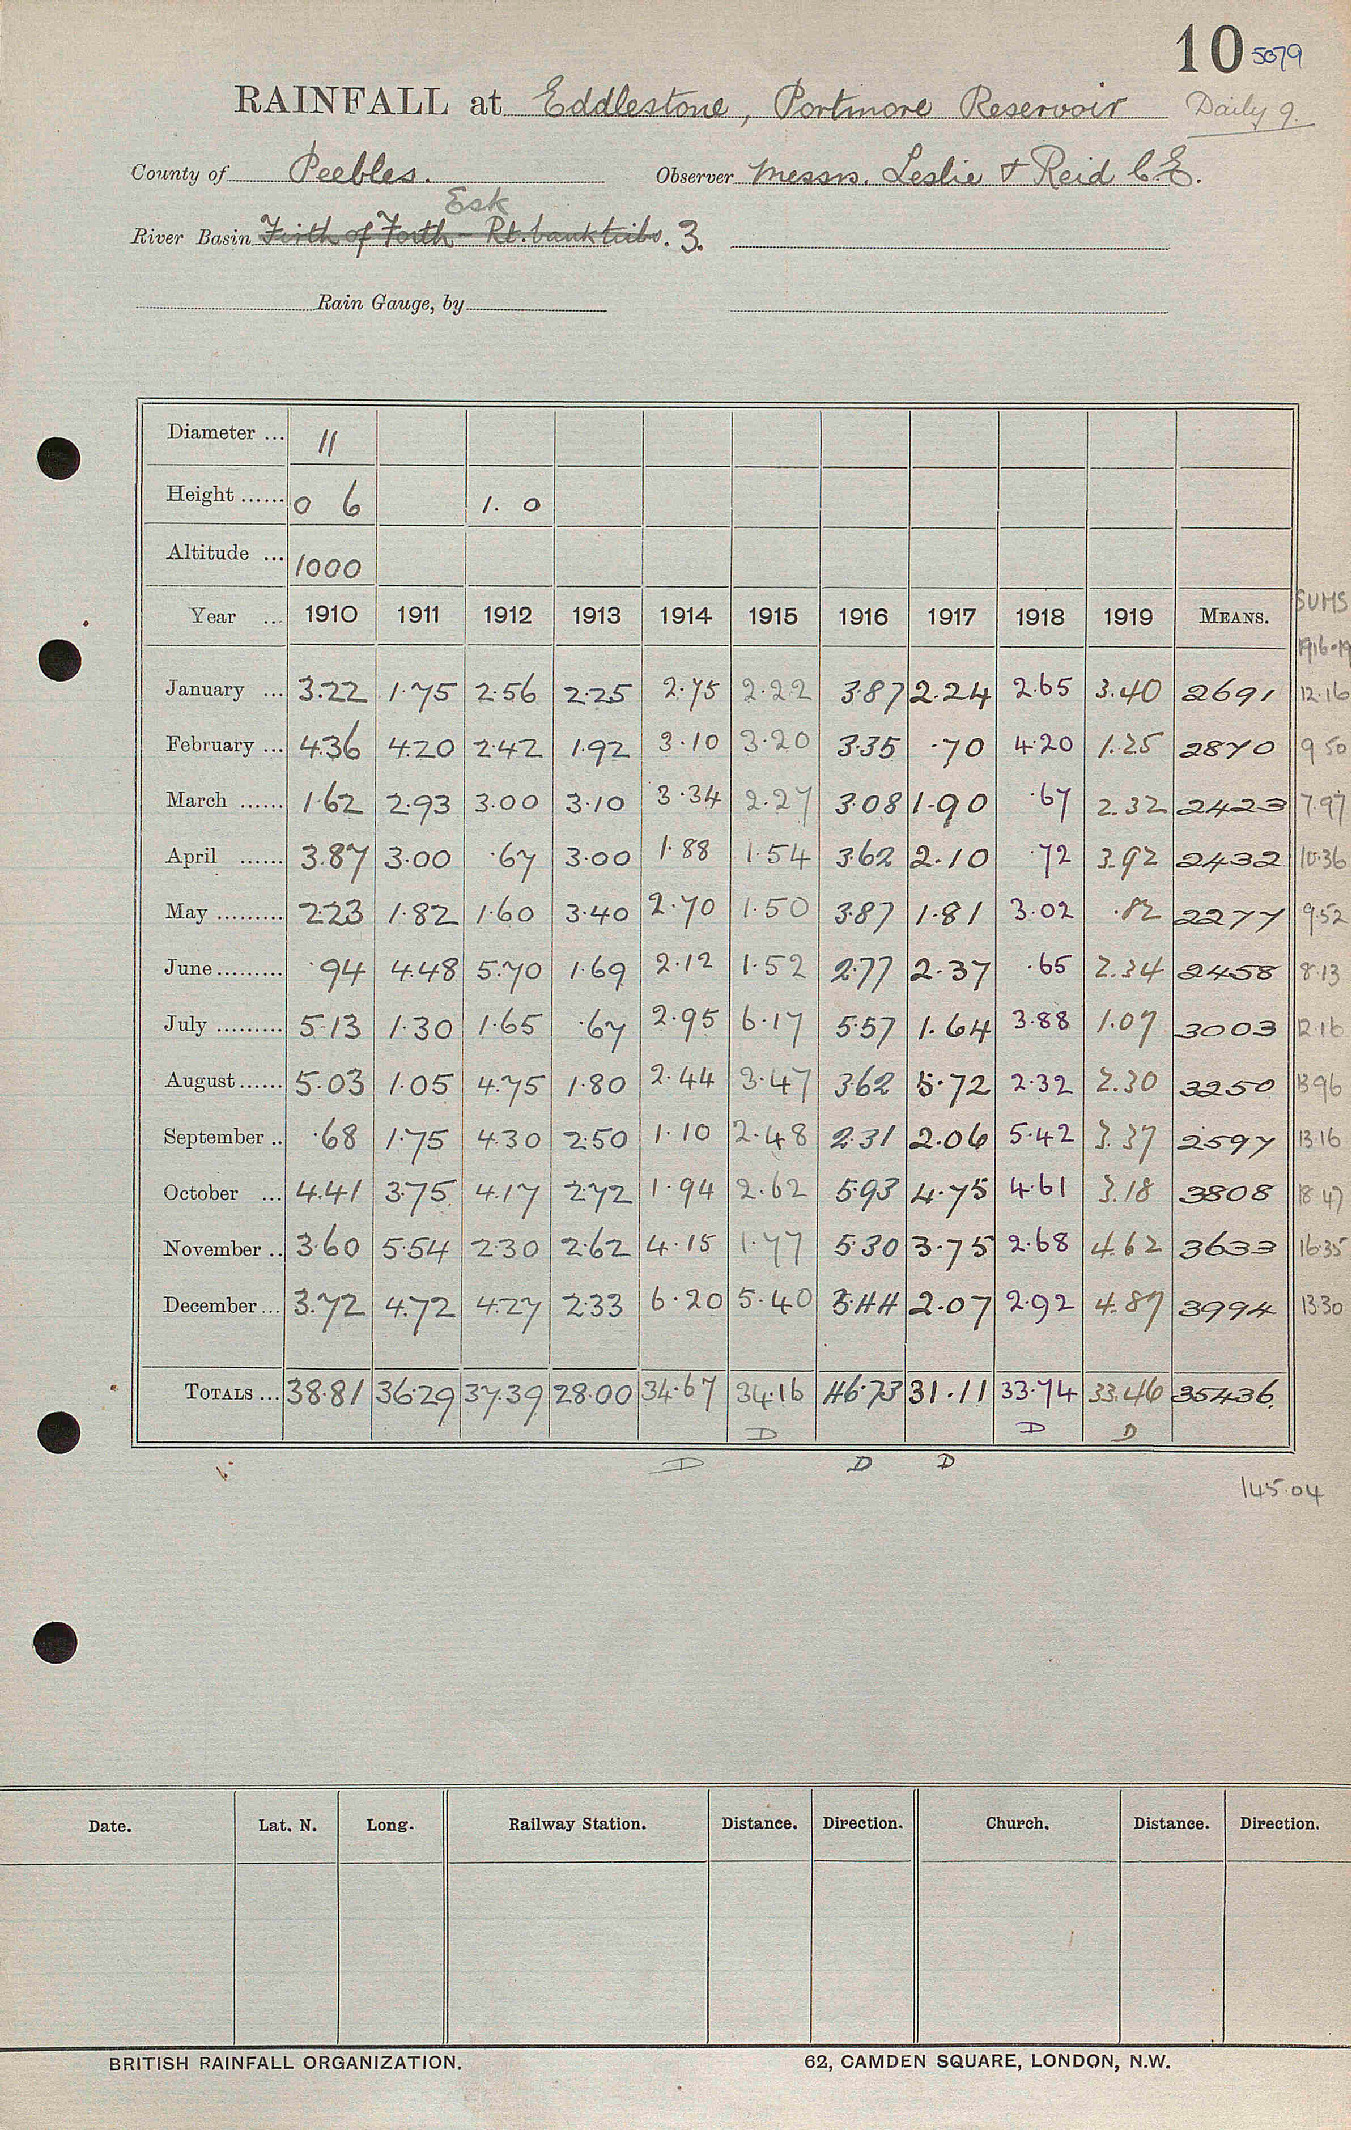 10 5079
RAINFALL at Eddlestone, Portmore Reservoir Daily 9.
County of Peebles. Observer Messrs. Leslie & Reid C.E.
Esk
River Basin Firth of Forth - Rt. bank tribs. 3.
Rain Gauge, by
Diameter ... 11
Height ...... 0 6 1. 0
Altitude ... 1000
SUMS
Year ... 1910 1911 1912 1913 1914 1915 1916 1917 1918 1919 MEANS.
1916-19
January ... 3.22 1.75 2.56 2.25 2.75 2.22 3.87 2.24 2.65 3.40 2691 12.16
February ... 4.36 4.20 2.42 1.92 3.10 3.20 3.35 .70 4.20 1.25 2870 9 50
March ...... 1.62 2.93 3.00 3.10 3.34 2.27 3.08 1.90 .67 2.32 2423 7.97
April ...... 3.87 3.00 .67 3.00 1.88 1.54 3.62 2.10 .72 3.92 2432 10.36
May ......... 2.23 1.82 1.60 3.40 2.70 1.50 3.87 1.81 3.02 .82 2277 9.52
June ......... .94 4.48 5.70 1.69 2.12 1.52 2.77 2.37 .65 2.34 2458 8.13
July ......... 5.13 1.30 1.65 .67 2.95 6.17 5.57 1.64 3.88 1.07 3003 12.16
August ...... 5.03 1.05 4.75 1.80 2.44 3.47 3.62 5.72 2.32 2.30 3250 13 96
September .. .68 1.75 4.30 2.50 1.10 2.48 2.31 2.06 5.42 3.37 2597 13.16
October ... 4.41 3.75 4.17 2.72 1.94 2.62 5.93 4.75 4.61 3.18 3808 18 47
November .. 3.60 5.54 2.30 2.62 4.15 1.77 5.30 3.75 2.68 4.62 3633 16.35
December ... 3.72 4.72 4.27 2.33 6.20 5.40 3.44 2.07 2.92 4.87 3994 13.30
TOTALS ... 38.81 36.29 37.39 28.00 34.67 34.16 46.73 31.11 33.74 33.46 35436.
D D D
D D D
145.04
Date. Lat. N. Long. Railway Station. Distance. Direction. Church. Distance. Direction.
BRITISH RAINFALL ORGANIZATION. 62, CAMDEN SQUARE, LONDON, N.W.